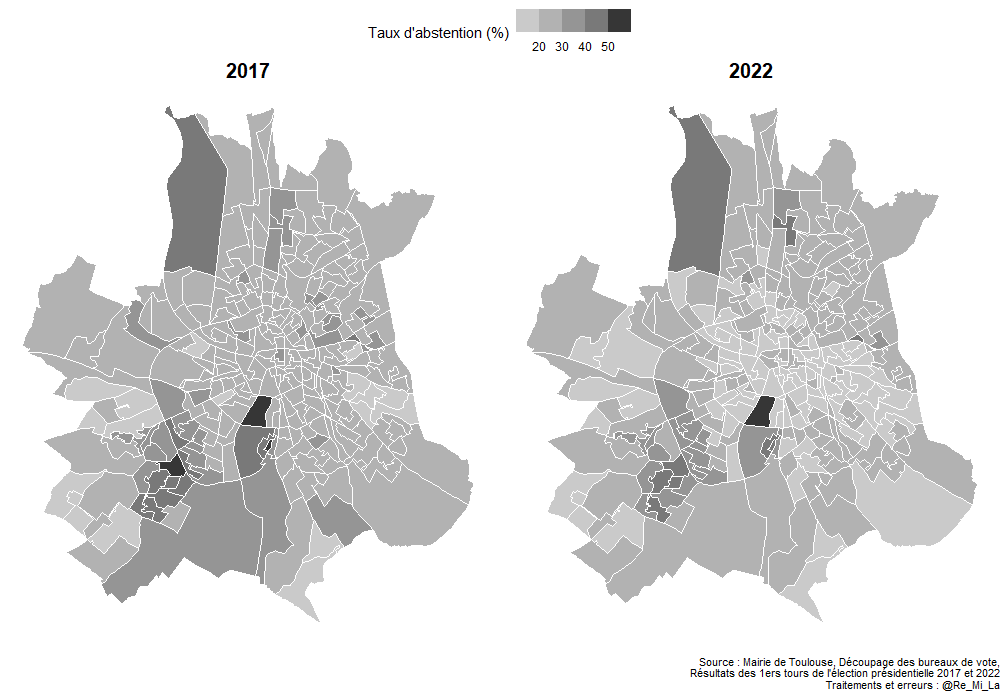 Taux d'abstention (%)
20 30 40 50
2017
2022
Source : Mairie de Toulouse, Découpage des bureaux de vote,
Résultats des 1ers tours de l'élection présidentielle 2017 et 2022
Traitements et erreurs : @Re_Mi_La